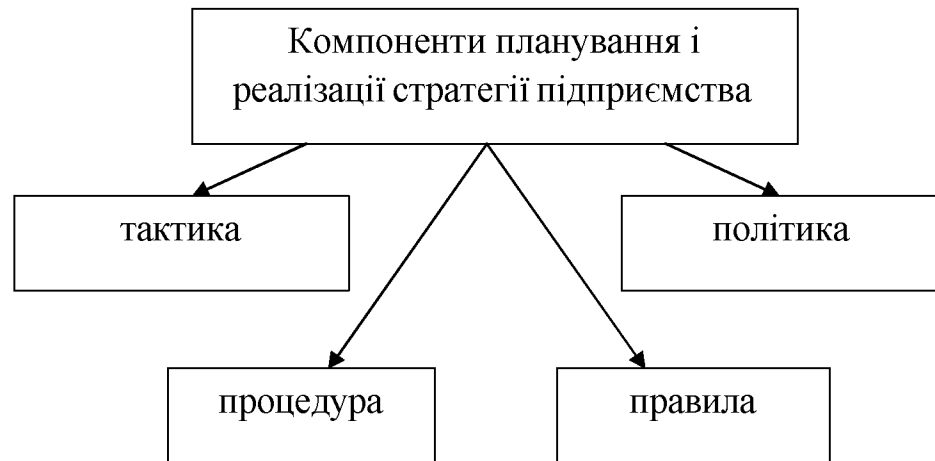 Компоненти планування і
реалізації стратегії підприємства
тактика
політика
процедура
правила